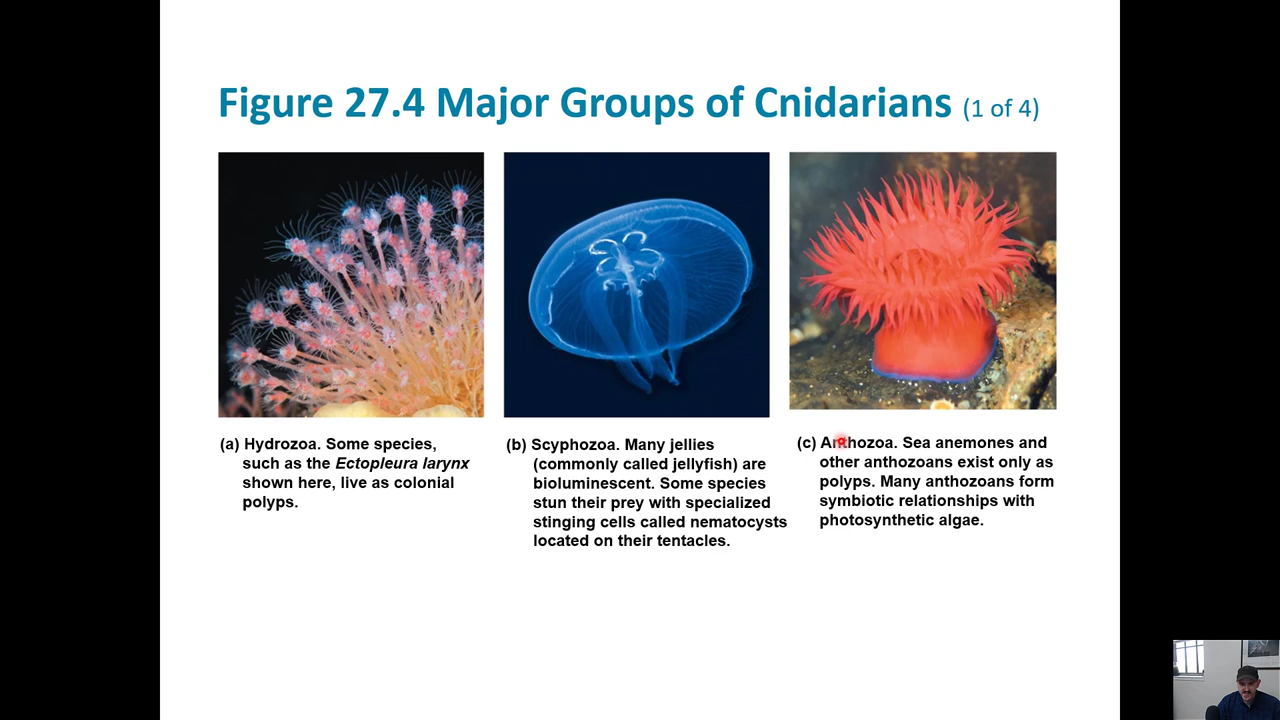 Figure 27.4 Major Groups of Cnidarians (1 of 4)
(a) Hydrozoa. Some species,
such as the Ectopleura larynx
shown here, live as colonial
polyps.
(b) Scyphozoa. Many jellies
(commonly called jellyfish) are
bioluminescent. Some species
stun their prey with specialized
stinging cells called nematocysts
located on their tentacles.
(c) Anthozoa. Sea anemones and
other anthozoans exist only as
polyps. Many anthozoans form
symbiotic relationships with
photosynthetic algae.